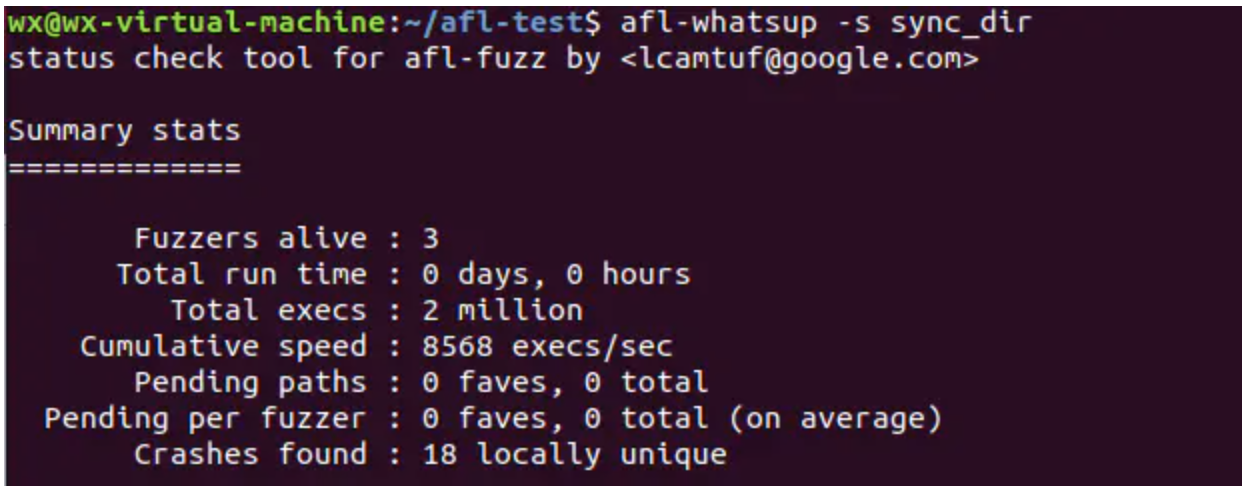 wx@wx-virtual-machine:~/afl-test$ afl-whatsup -s sync_dir
status check tool for afl-fuzz by <lcamtuf@google.com>
Summary stats
=============
Fuzzers alive : 3
Total run time : 0 days, 0 hours
Total execs : 2 million
Cumulative speed : 8568 execs/sec
Pending paths : 0 faves, 0 total
Pending per fuzzer : 0 faves, 0 total (on average)
Crashes found : 18 locally unique